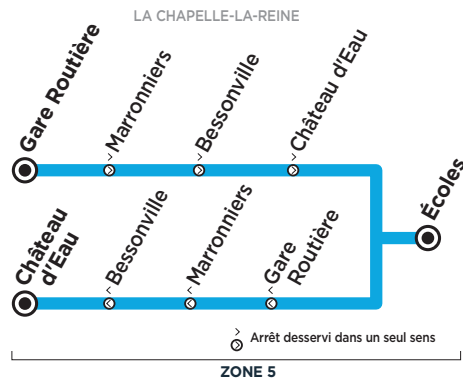 LA CHAPELLE-LA-REINE
Gare Routière
Marronniers
Bessonville
Château d'Eau
Écoles
Château
d'Eau
Bessonville
Marronniers
Gare
Routière
Arrêt desservi dans un seul sens
ZONE 5